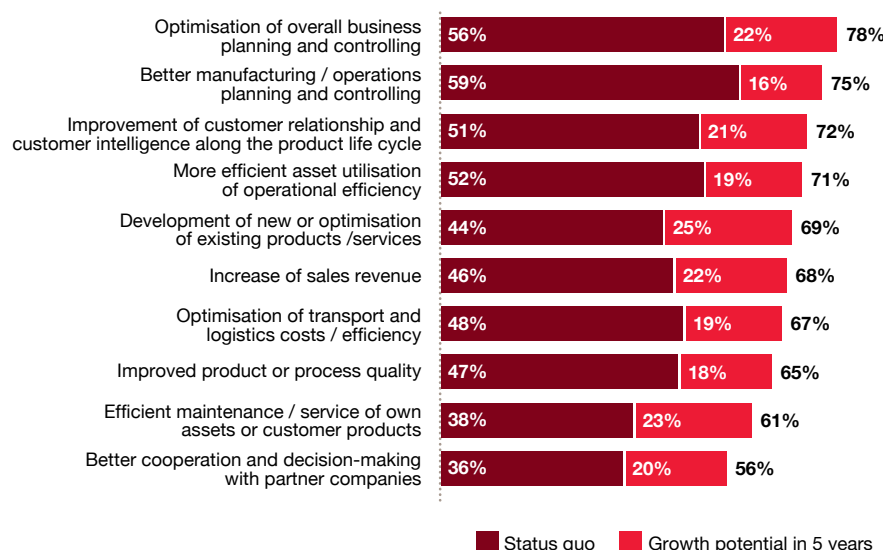 Optimisation of overall business
planning and controlling
56% 22% 78%
Better manufacturing / operations
planning and controlling
59% 16% 75%
Improvement of customer relationship and
customer intelligence along the product life cycle
51% 21% 72%
More efficient asset utilisation
of operational efficiency
52% 19% 71%
Development of new or optimisation
of existing products /services
44% 25% 69%
Increase of sales revenue
46% 22% 68%
Optimisation of transport and
logistics costs / efficiency
48% 19% 67%
Improved product or process quality
47% 18% 65%
Efficient maintenance / service of own
assets or customer products
38% 23% 61%
Better cooperation and decision-making
with partner companies
36% 20% 56%
Status quo Growth potential in 5 years